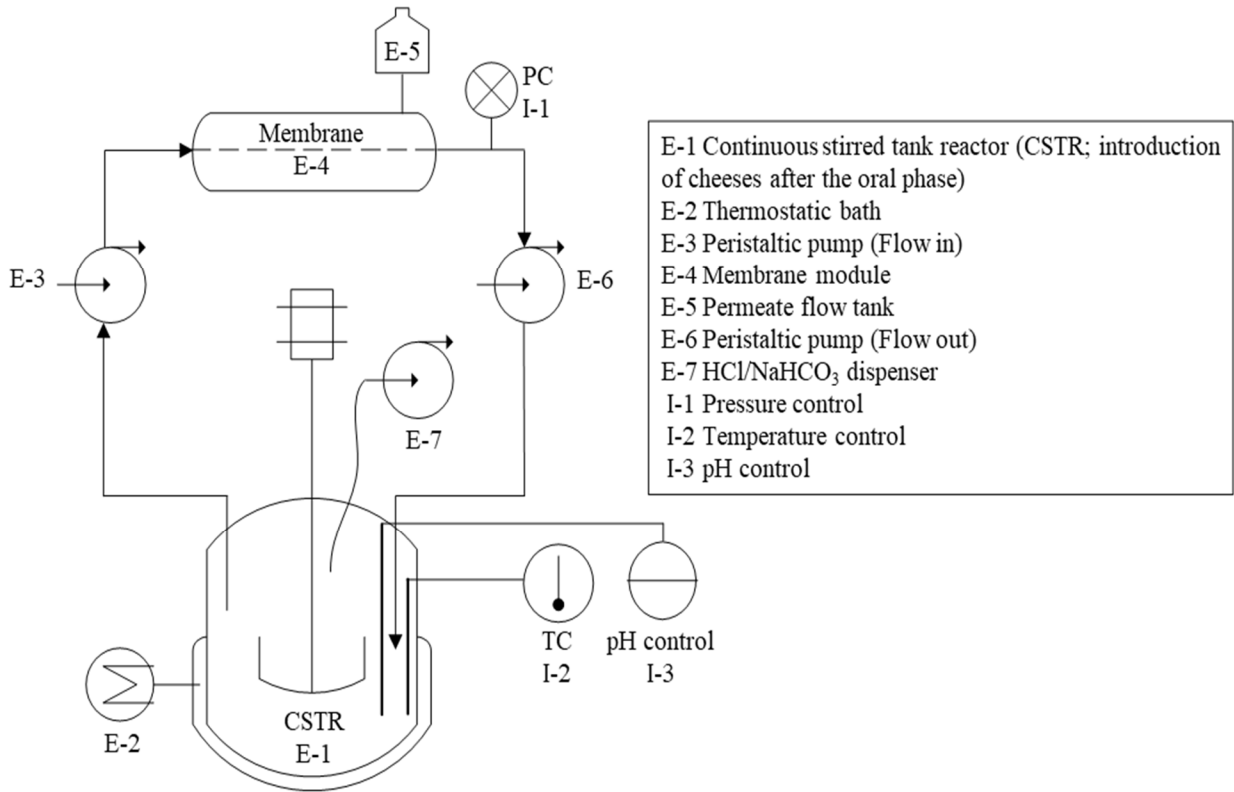 E-5
PC
I-1
Membrane
E-4
E-3
E-6
E-7
TC
I-2
pH control
I-3
E-2
CSTR
E-1
E-1 Continuous stirred tank reactor (CSTR; introduction
of cheeses after the oral phase)
E-2 Thermostatic bath
E-3 Peristaltic pump (Flow in)
E-4 Membrane module
E-5 Permeate flow tank
E-6 Peristaltic pump (Flow out)
E-7 HCl/NaHCO₃ dispenser
I-1 Pressure control
I-2 Temperature control
I-3 pH control